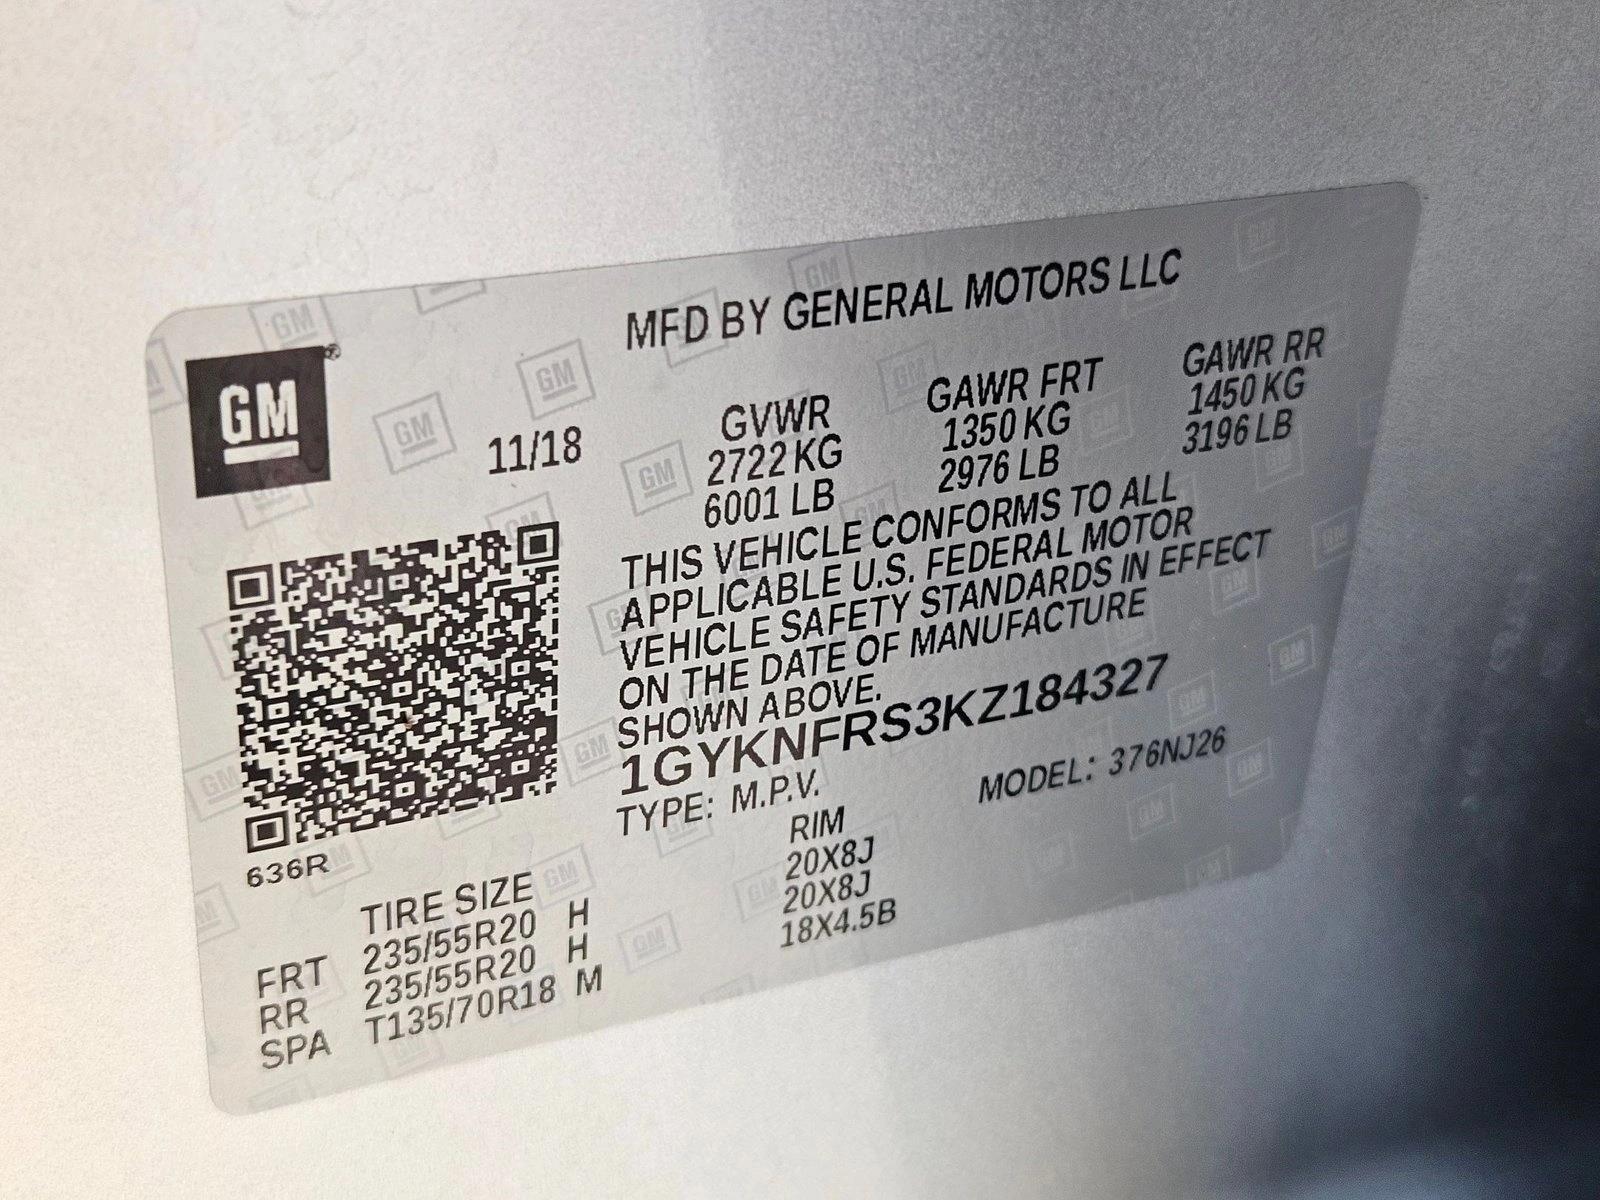 MFD BY GENERAL MOTORS LLC
GM
11/18
GVWR GAWR FRT GAWR RR
2722 KG 1350 KG 1450 KG
6001 LB 2976 LB 3196 LB
THIS VEHICLE CONFORMS TO ALL
APPLICABLE U.S. FEDERAL MOTOR
VEHICLE SAFETY STANDARDS IN EFFECT
ON THE DATE OF MANUFACTURE
SHOWN ABOVE.
1GYKNFRS3KZ184327
TYPE: M.P.V. MODEL: 376NJ26
636R
TIRE SIZE RIM
FRT 235/55R20 H 20X8J
RR 235/55R20 H 20X8J
SPA T135/70R18 M 18X4.5B